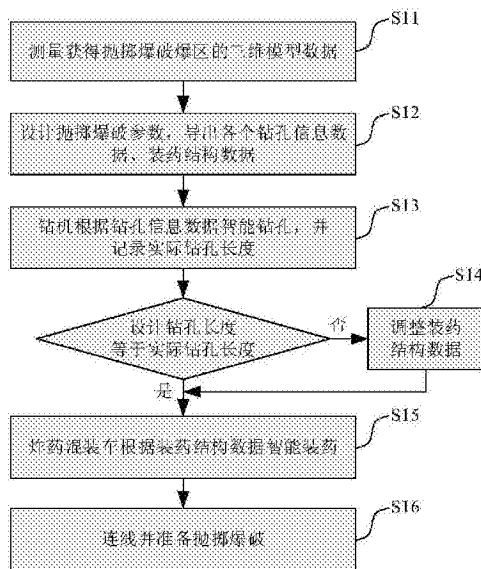 S11
测量获得抛掷爆破爆区的三维模型数据
S12
设计抛掷爆破参数,导出各个钻孔信息数
据、装药结构数据
S13
钻机根据钻孔信息数据智能钻孔,并
记录实际钻孔长度
S14
设计钻孔长度
等于实际钻孔长度
否
调整装药
结构数据
是
S15
炸药混装车根据装药结构数据智能装药
S16
连线并准备抛掷爆破